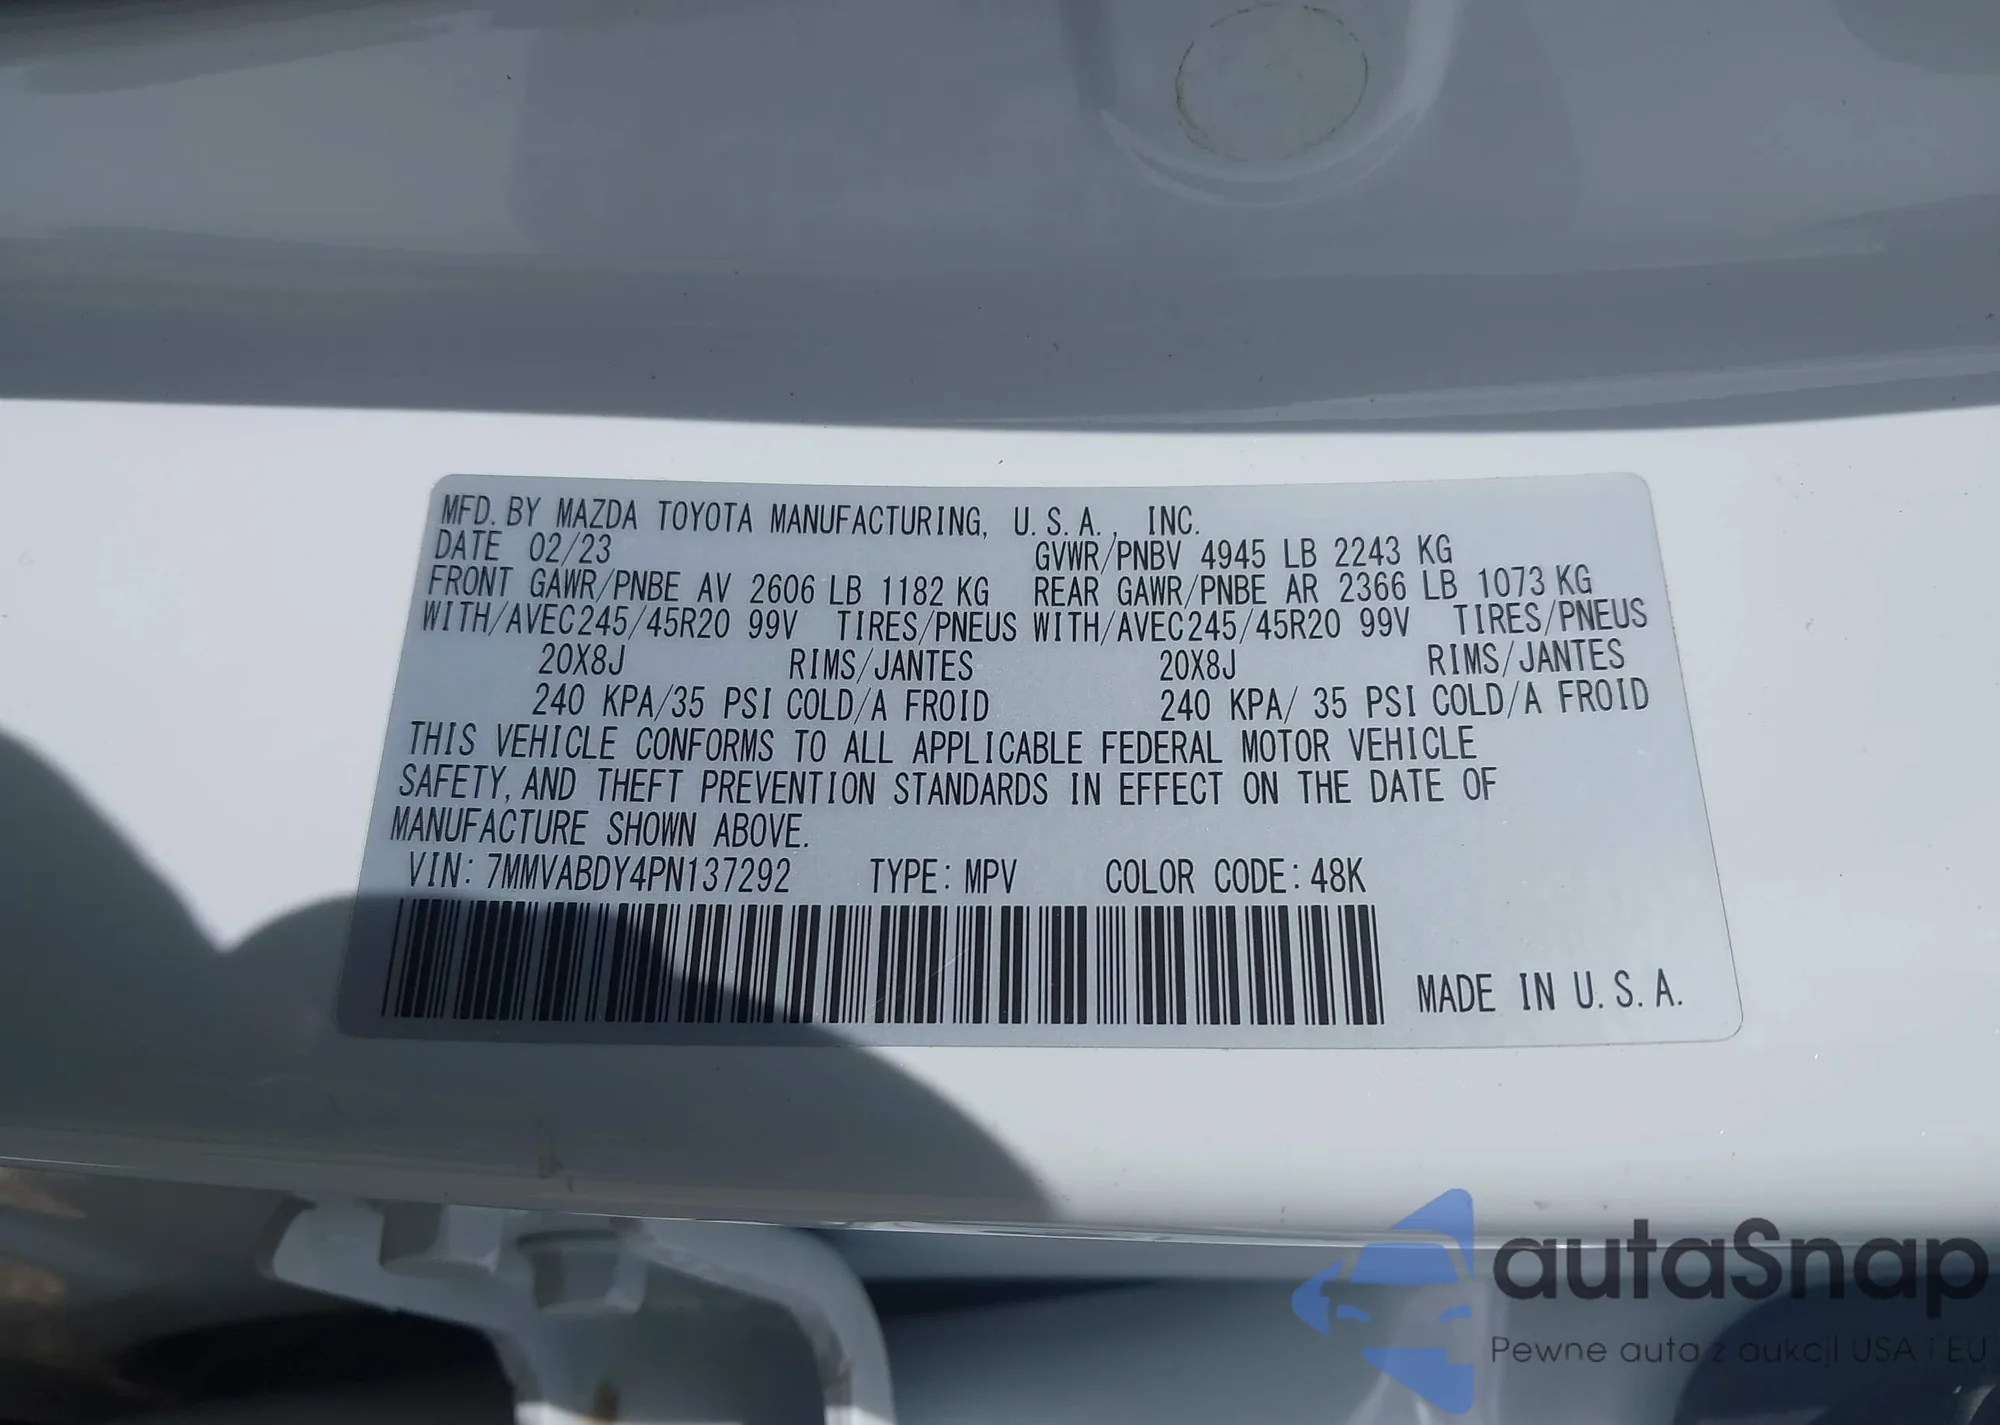 MFD. BY MAZDA TOYOTA MANUFACTURING, U.S.A., INC.
DATE 02/23 GVWR/PNBV 4945 LB 2243 KG
FRONT GAWR/PNBE AV 2606 LB 1182 KG REAR GAWR/PNBE AR 2366 LB 1073 KG
WITH/AVEC245/45R20 99V TIRES/PNEUS WITH/AVEC245/45R20 99V TIRES/PNEUS
20X8J RIMS/JANTES 20X8J RIMS/JANTES
240 KPA/35 PSI COLD/A FROID 240 KPA/ 35 PSI COLD/A FROID
THIS VEHICLE CONFORMS TO ALL APPLICABLE FEDERAL MOTOR VEHICLE
SAFETY, AND THEFT PREVENTION STANDARDS IN EFFECT ON THE DATE OF
MANUFACTURE SHOWN ABOVE.
VIN: 7MMVABDY4PN137292 TYPE: MPV COLOR CODE: 48K
MADE IN U.S.A.
autaSnap
Pewne auta z aukcji USA i EU